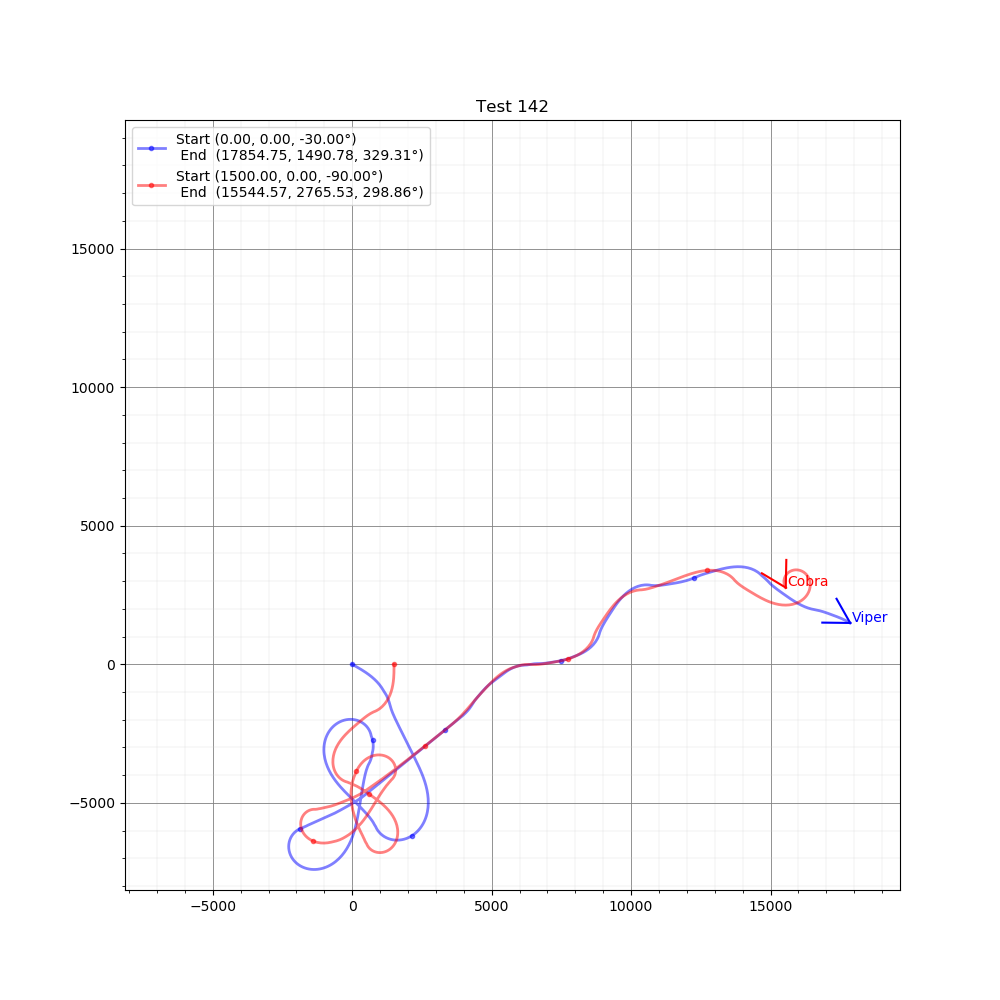 Test 142
Start (0.00, 0.00, -30.00°)
End (17854.75, 1490.78, 329.31°)
Start (1500.00, 0.00, -90.00°)
End (15544.57, 2765.53, 298.86°)
15000
10000
5000
0
−5000
Cobra
Viper
−5000
0
5000
10000
15000